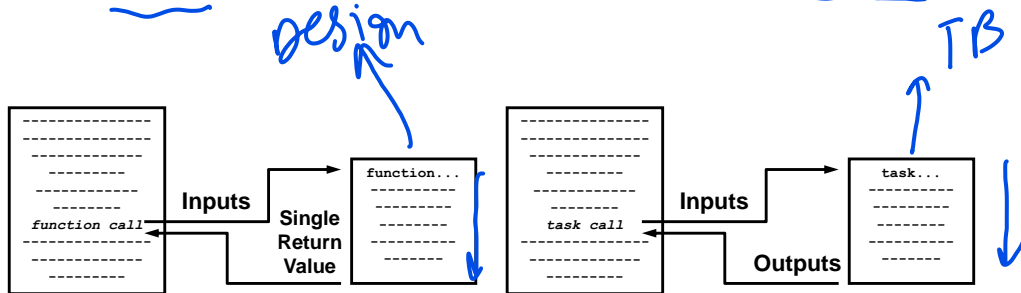 Design
TB
function...
task...
Inputs
Single
Return
Value
function call
Inputs
Outputs
task call